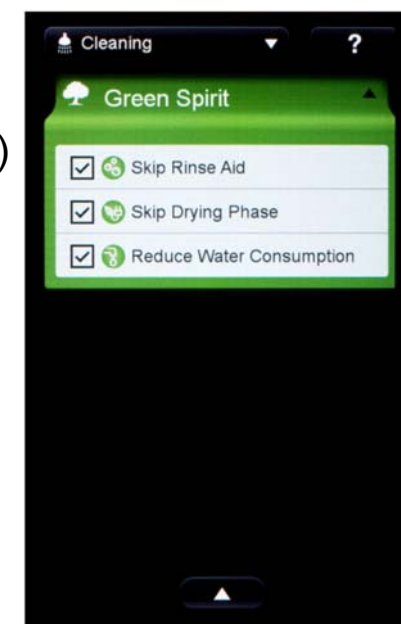 Cleaning
?
Green Spirit
)
Skip Rinse Aid
Skip Drying Phase
Reduce Water Consumption